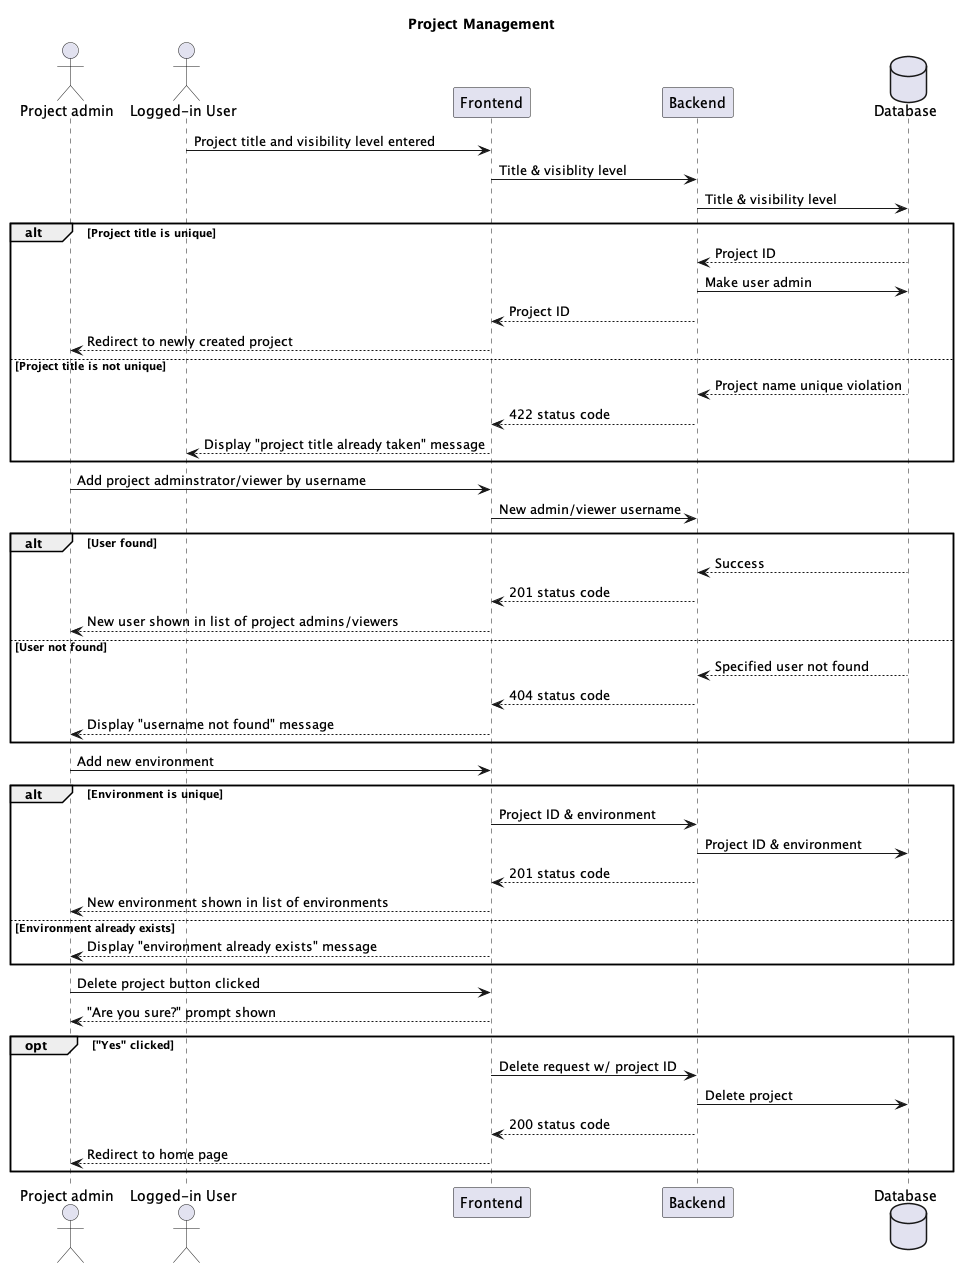 Project Management
Project admin
Logged-in User
Frontend
Backend
Database
Project title and visibility level entered
Title & visiblity level
Title & visibility level
alt
[Project title is unique]
Project ID
Make user admin
Project ID
Redirect to newly created project
[Project title is not unique]
Project name unique violation
422 status code
Display "project title already taken" message
Add project adminstrator/viewer by username
New admin/viewer username
alt
[User found]
Success
201 status code
New user shown in list of project admins/viewers
[User not found]
Specified user not found
404 status code
Display "username not found" message
Add new environment
alt
[Environment is unique]
Project ID & environment
Project ID & environment
201 status code
New environment shown in list of environments
[Environment already exists]
Display "environment already exists" message
Delete project button clicked
"Are you sure?" prompt shown
opt
["Yes" clicked]
Delete request w/ project ID
Delete project
200 status code
Redirect to home page
Project admin
Logged-in User
Frontend
Backend
Database